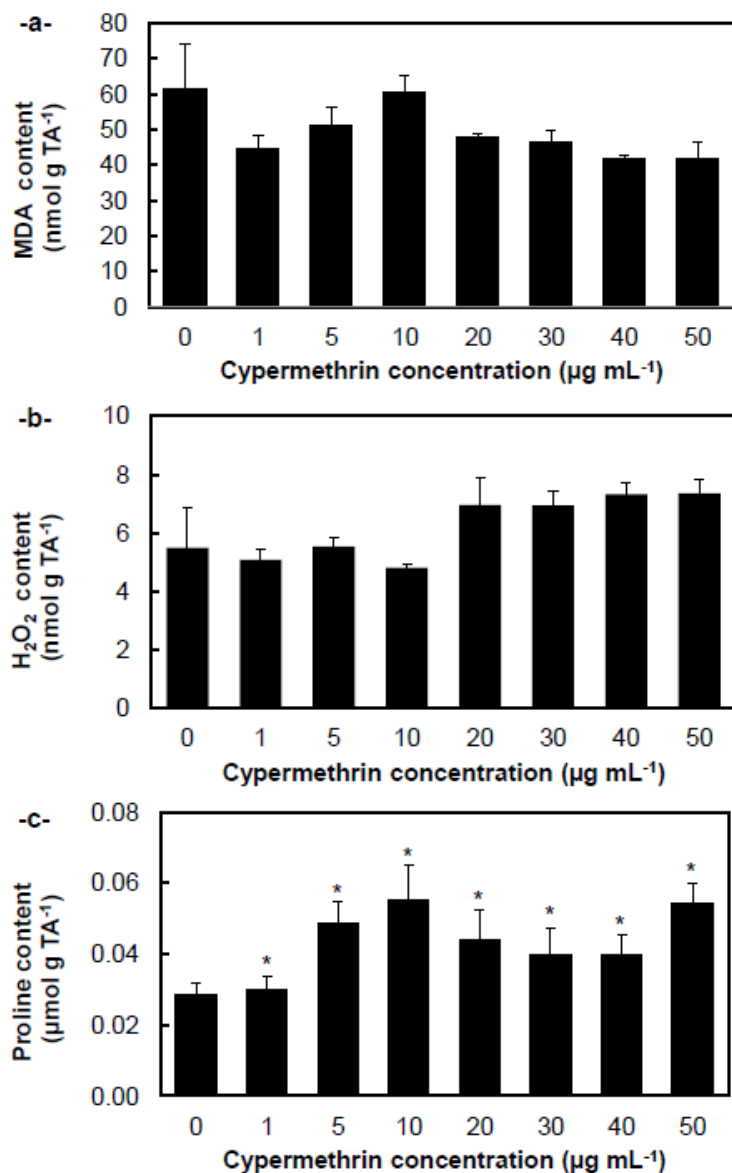 -a-
80
70
60
50
40
30
20
10
0
MDA content
(nmol g TA⁻¹)
0 1 5 10 20 30 40 50
Cypermethrin concentration (µg mL⁻¹)
-b-
10
8
6
4
2
0
H₂O₂ content
(nmol g TA⁻¹)
0 1 5 10 20 30 40 50
Cypermethrin concentration (µg mL⁻¹)
-c-
0.08
0.06
0.04
0.02
0.00
Proline content
(µmol g TA⁻¹)
* * * * * * *
0 1 5 10 20 30 40 50
Cypermethrin concentration (µg mL⁻¹)